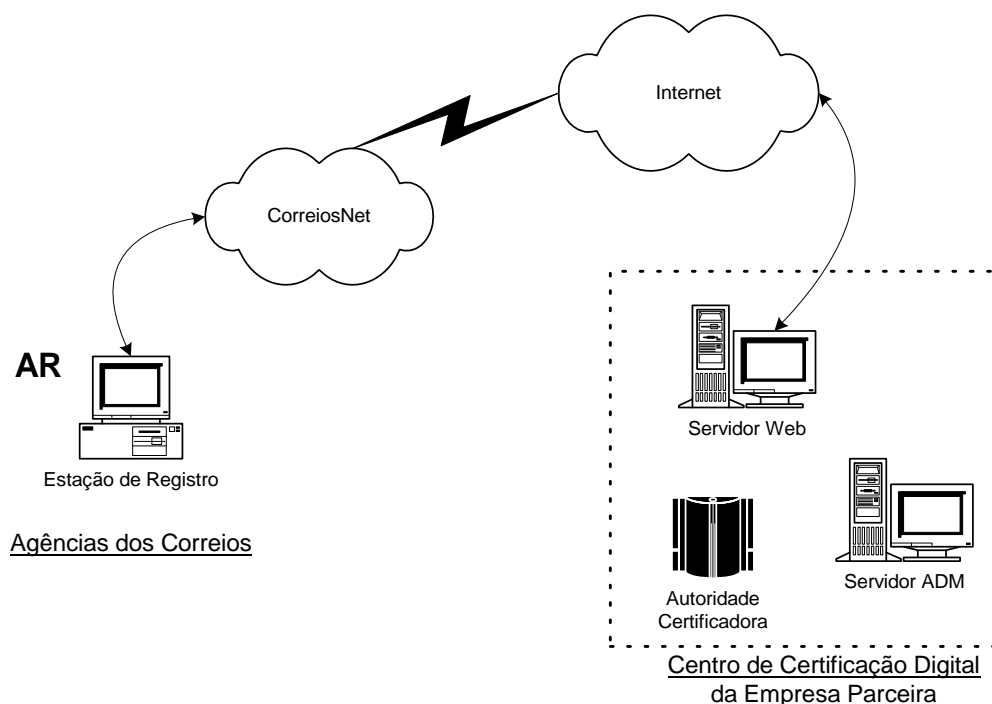 Internet
CorreiosNet
AR
Estação de Registro
Agências dos Correios
Servidor Web
Servidor ADM
Autoridade
Certificadora
Centro de Certificação Digital
da Empresa Parceira